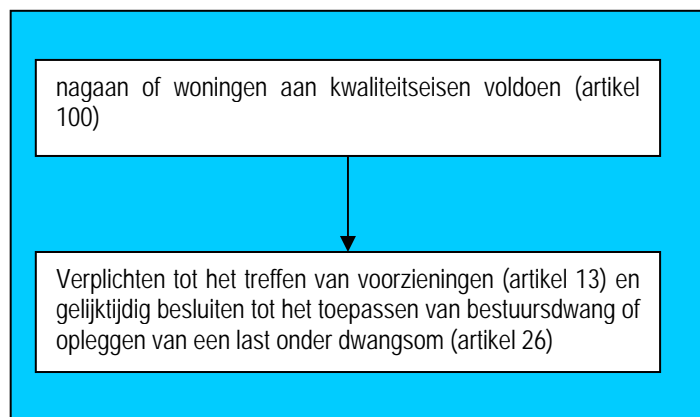 nagaan of woningen aan kwaliteitseisen voldoen (artikel
100)
Verplichten tot het treffen van voorzieningen (artikel 13) en
gelijktijdig besluiten tot het toepassen van bestuursdwang of
opleggen van een last onder dwangsom (artikel 26)